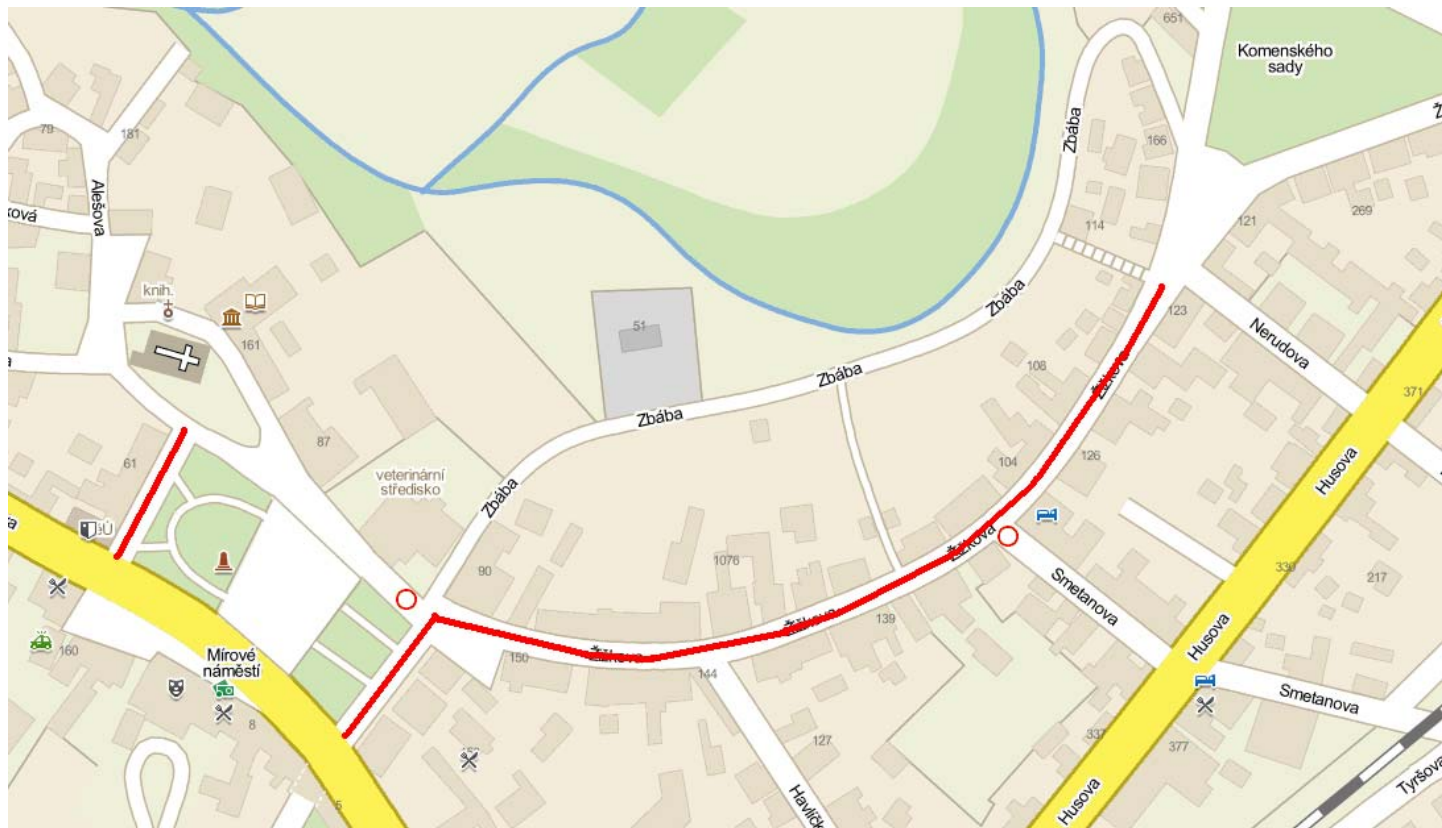 651
Komenského
sady
79
181
Zbába
166
Alešova
ková
114
121
269
Zbába
knih.
123
51
161
Nerudova
108
Zbába
Žižkova
371
Zbába
87
61
104
126
Husova
veterinární
středisko
Zbába
Žižkova
90
1076
330
217
Smetanova
160
Mírové
náměstí
Žižkova
139
Husova
150
Žižkova
144
Smetanova
8
127
337
377
Husova
Tyršova
5